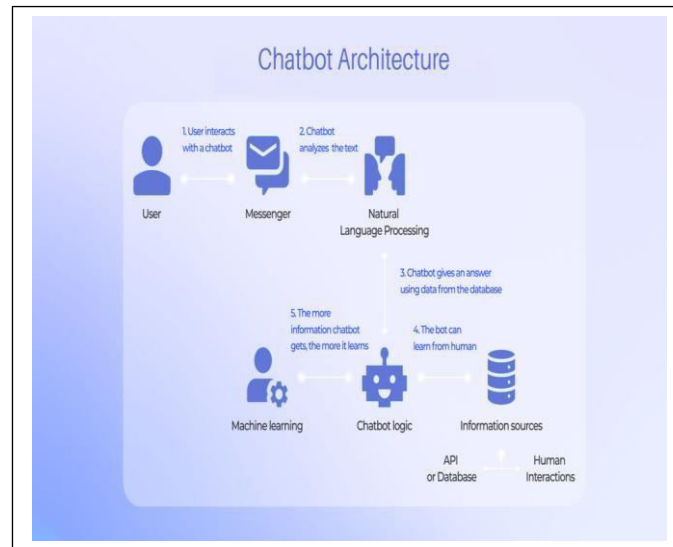 Chatbot Architecture
1. User interacts
with a chatbot
2. Chatbot
analyzes the text
User
Messenger
Natural
Language Processing
3. Chatbot gives an answer
using data from the database
5. The more
information chatbot
gets, the more it learns
4. The bot can
learn from human
Machine learning
Chatbot logic
Information sources
API
or Database
Human
Interactions